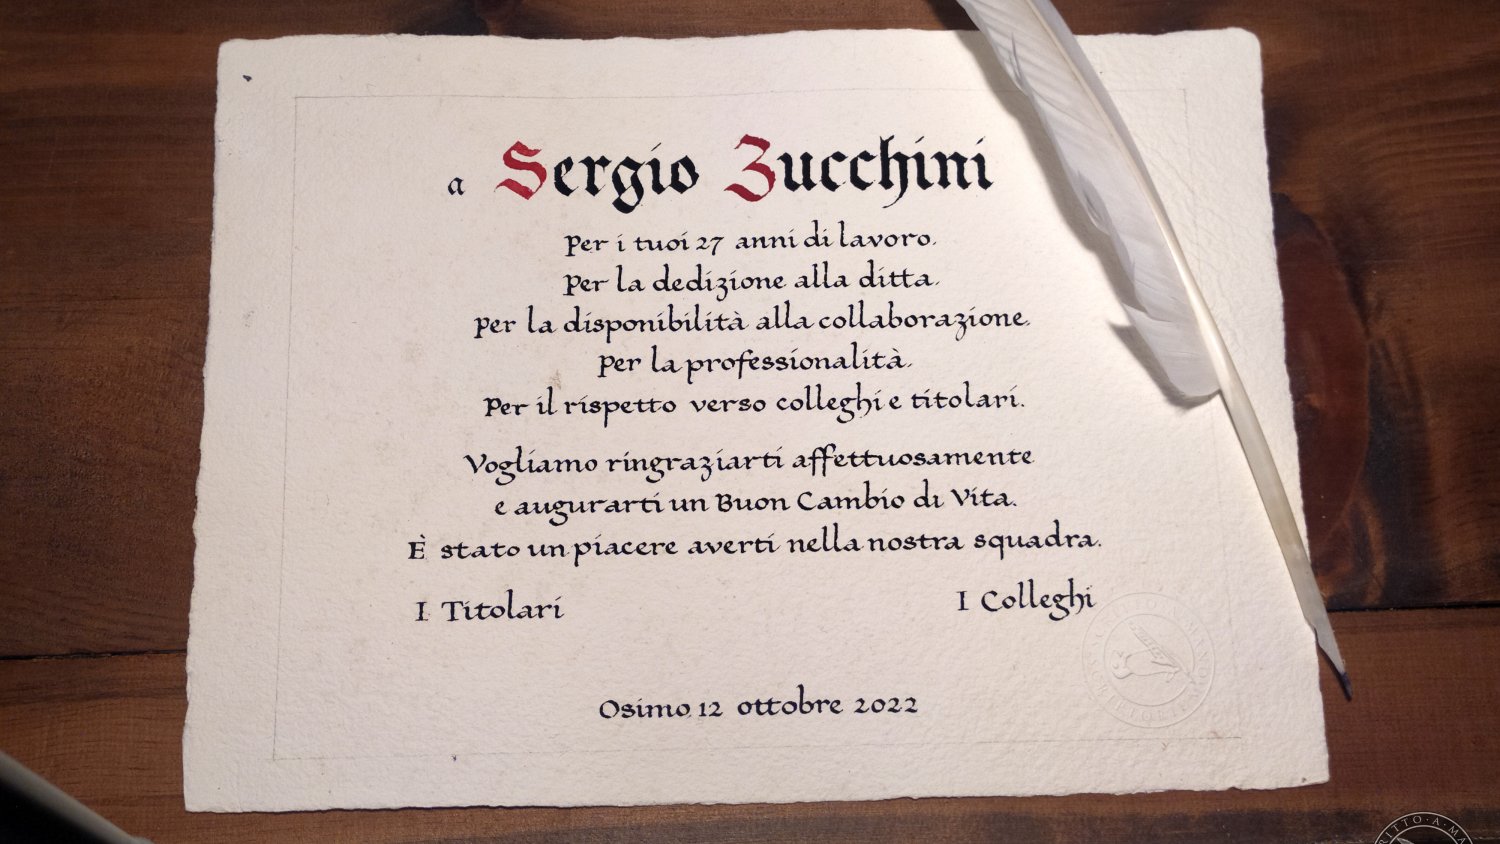 a Sergio Zucchini
Per i tuoi 27 anni di lavoro.
Per la dedizione alla ditta.
Per la disponibilità alla collaborazione.
Per la professionalità.
Per il rispetto verso colleghi e titolari.
Vogliamo ringraziarti affettuosamente
e augurarti un Buon Cambio di Vita.
È stato un piacere averti nella nostra squadra.
I Titolari
I Colleghi
Osimo 12 ottobre 2022